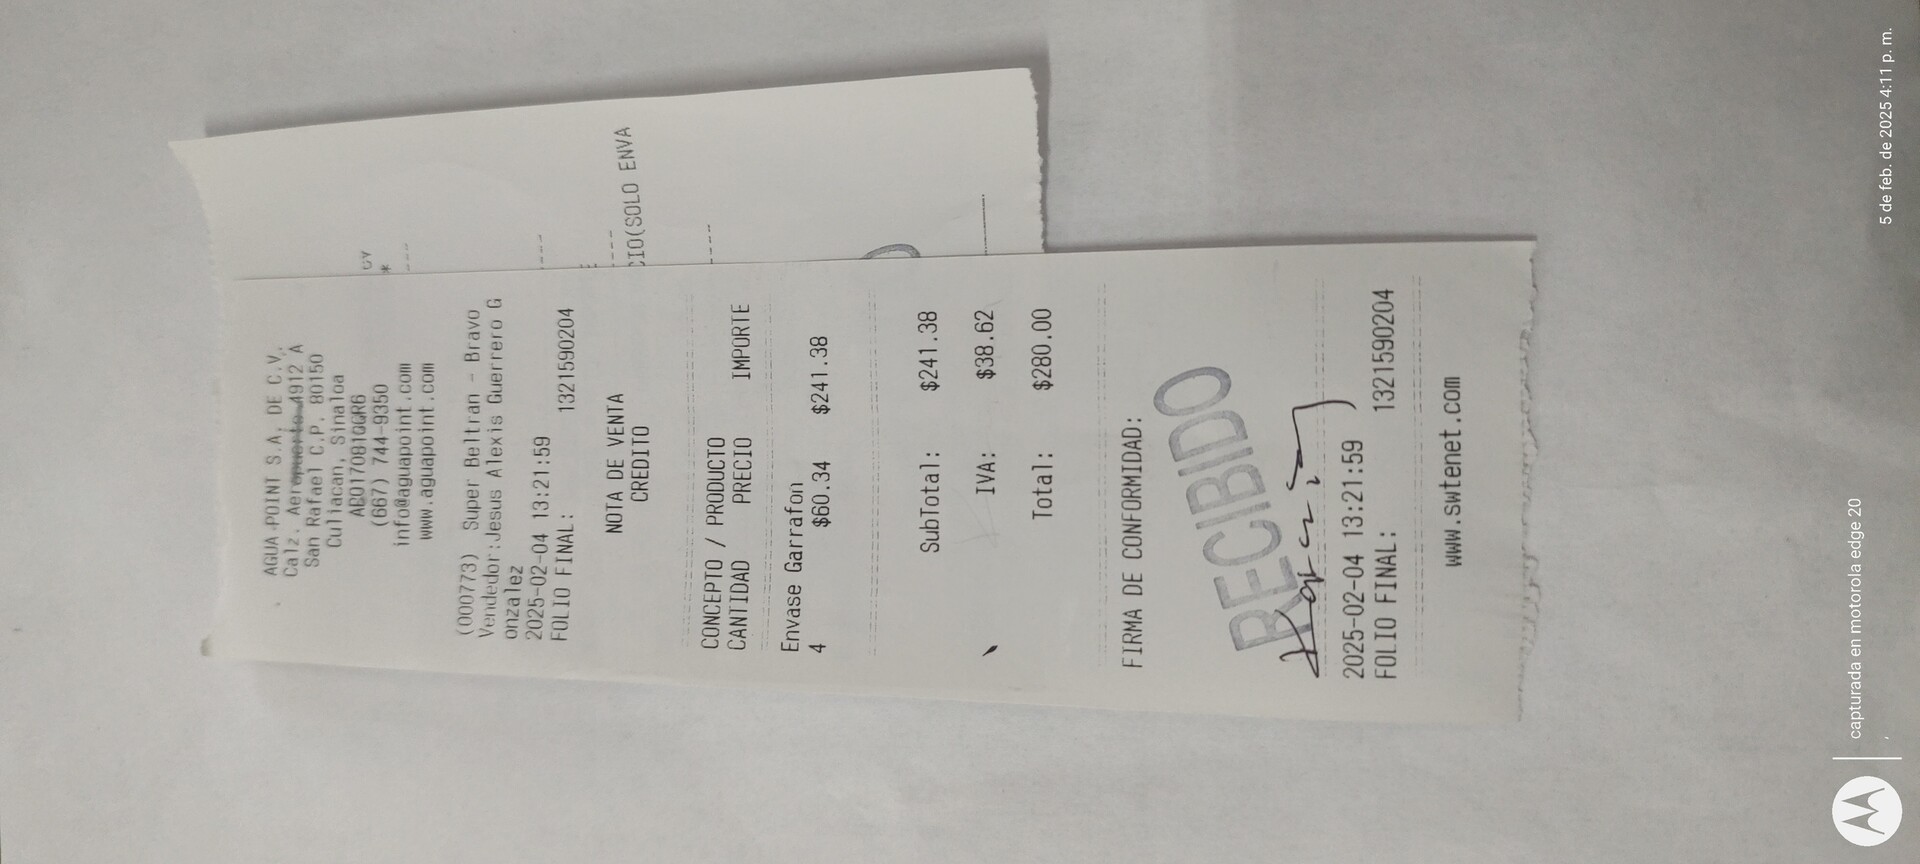 AGUA-POINT S.A. DE C.V.,
Calz. Aeropuerto 4912 A
San Rafael C.P. 80150
Culiacan, Sinaloa
(667) 744-9350
info@aguapoint.com
www.aguapoint.com
(000773) Super Beltran - Bravo
Vendedor:Jesus Alexis Guerrero G
onzalez
2025-02-04 13:21:59
FOLIO FINAL: 1321590204
NOTA DE VENTA
CREDITO
CONCEPTO / PRODUCTO
CANTIDAD PRECIO IMPORTE
Envase Garrafon
4 $60.34 $241.38
SubTotal: $241.38
IVA: $38.62
Total: $280.00
FIRMA DE CONFORMIDAD:
RECIBIDO
2025-02-04 13:21:59
FOLIO FINAL: 1321590204
www.swtenet.com
CV
*
CIO(SOLO ENVA
capturada en motorola edge 20
5 de feb. de 2025 4:11 p. m.